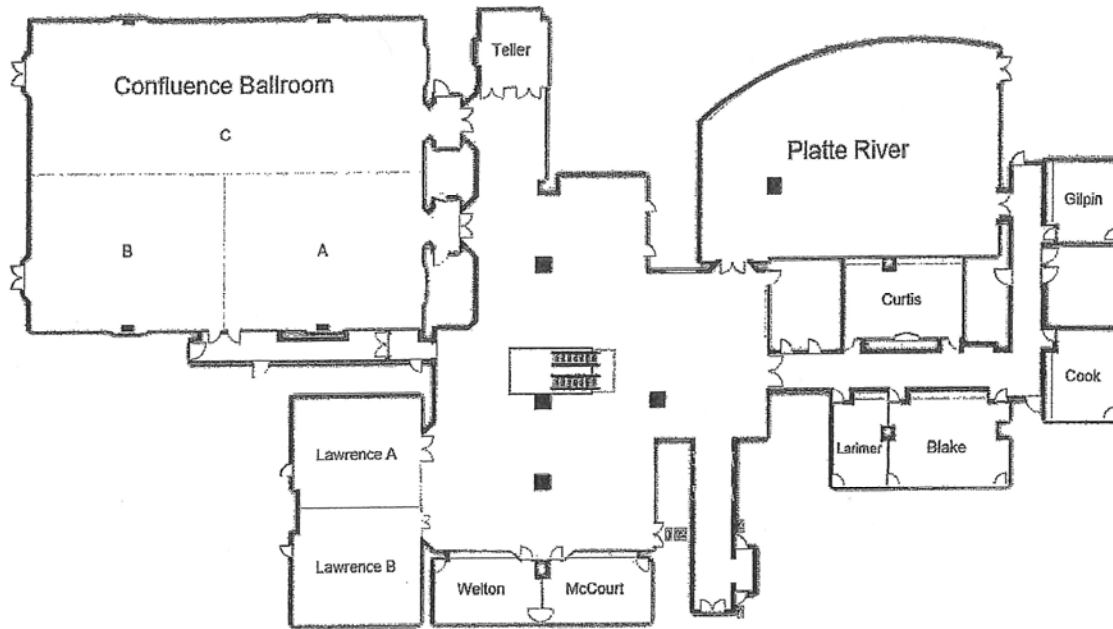 Teller
Confluence Ballroom
C
Platte River
Gilpin
B
A
Curtis
Cook
Lawrence A
Larimer
Blake
Lawrence B
Welton
McCourt